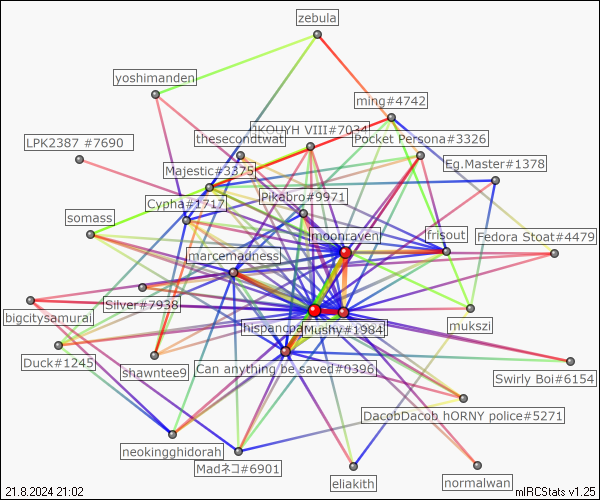 zebula
yoshimanden
ming#4742
KOUYH VIII#7034
thesecondtwat
Pocket Persona#3326
LPK2387 #7690
Eg.Master#1378
Majestic#3375
Pikabro#9971
Cypha#1717
somass
moonraven
frisout
Fedora Stoat#4479
marcemadness
Silver#7938
bigcitysamurai
Mushy#1984
mukszi
Duck#1245
shawntee9
Can anything be saved#0396
Swirly Boi#6154
DacobDacob hORNY police#5271
neokingghidorah
Madネコ#6901
eliakith
normalwan
21.8.2024 21:02
mIRCStats v1.25